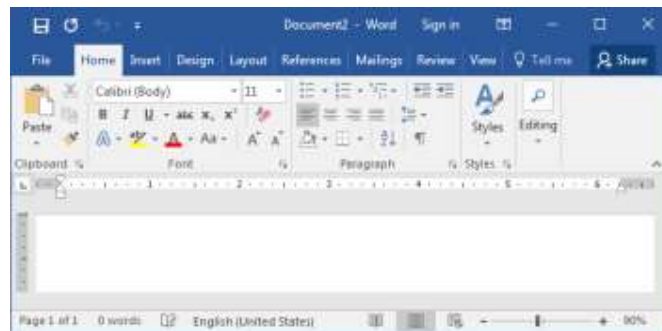 Document2 - Word Sign in
File Home Insert Design Layout References Mailings Review View Tell me Share
Calibri (Body) 11
B I U abc x, x²
Paste A Aa A A Styles Editing
Clipboard Font Paragraph Styles
1 2 3 4 5 6
Page 1 of 1 0 words English (United States) 90%